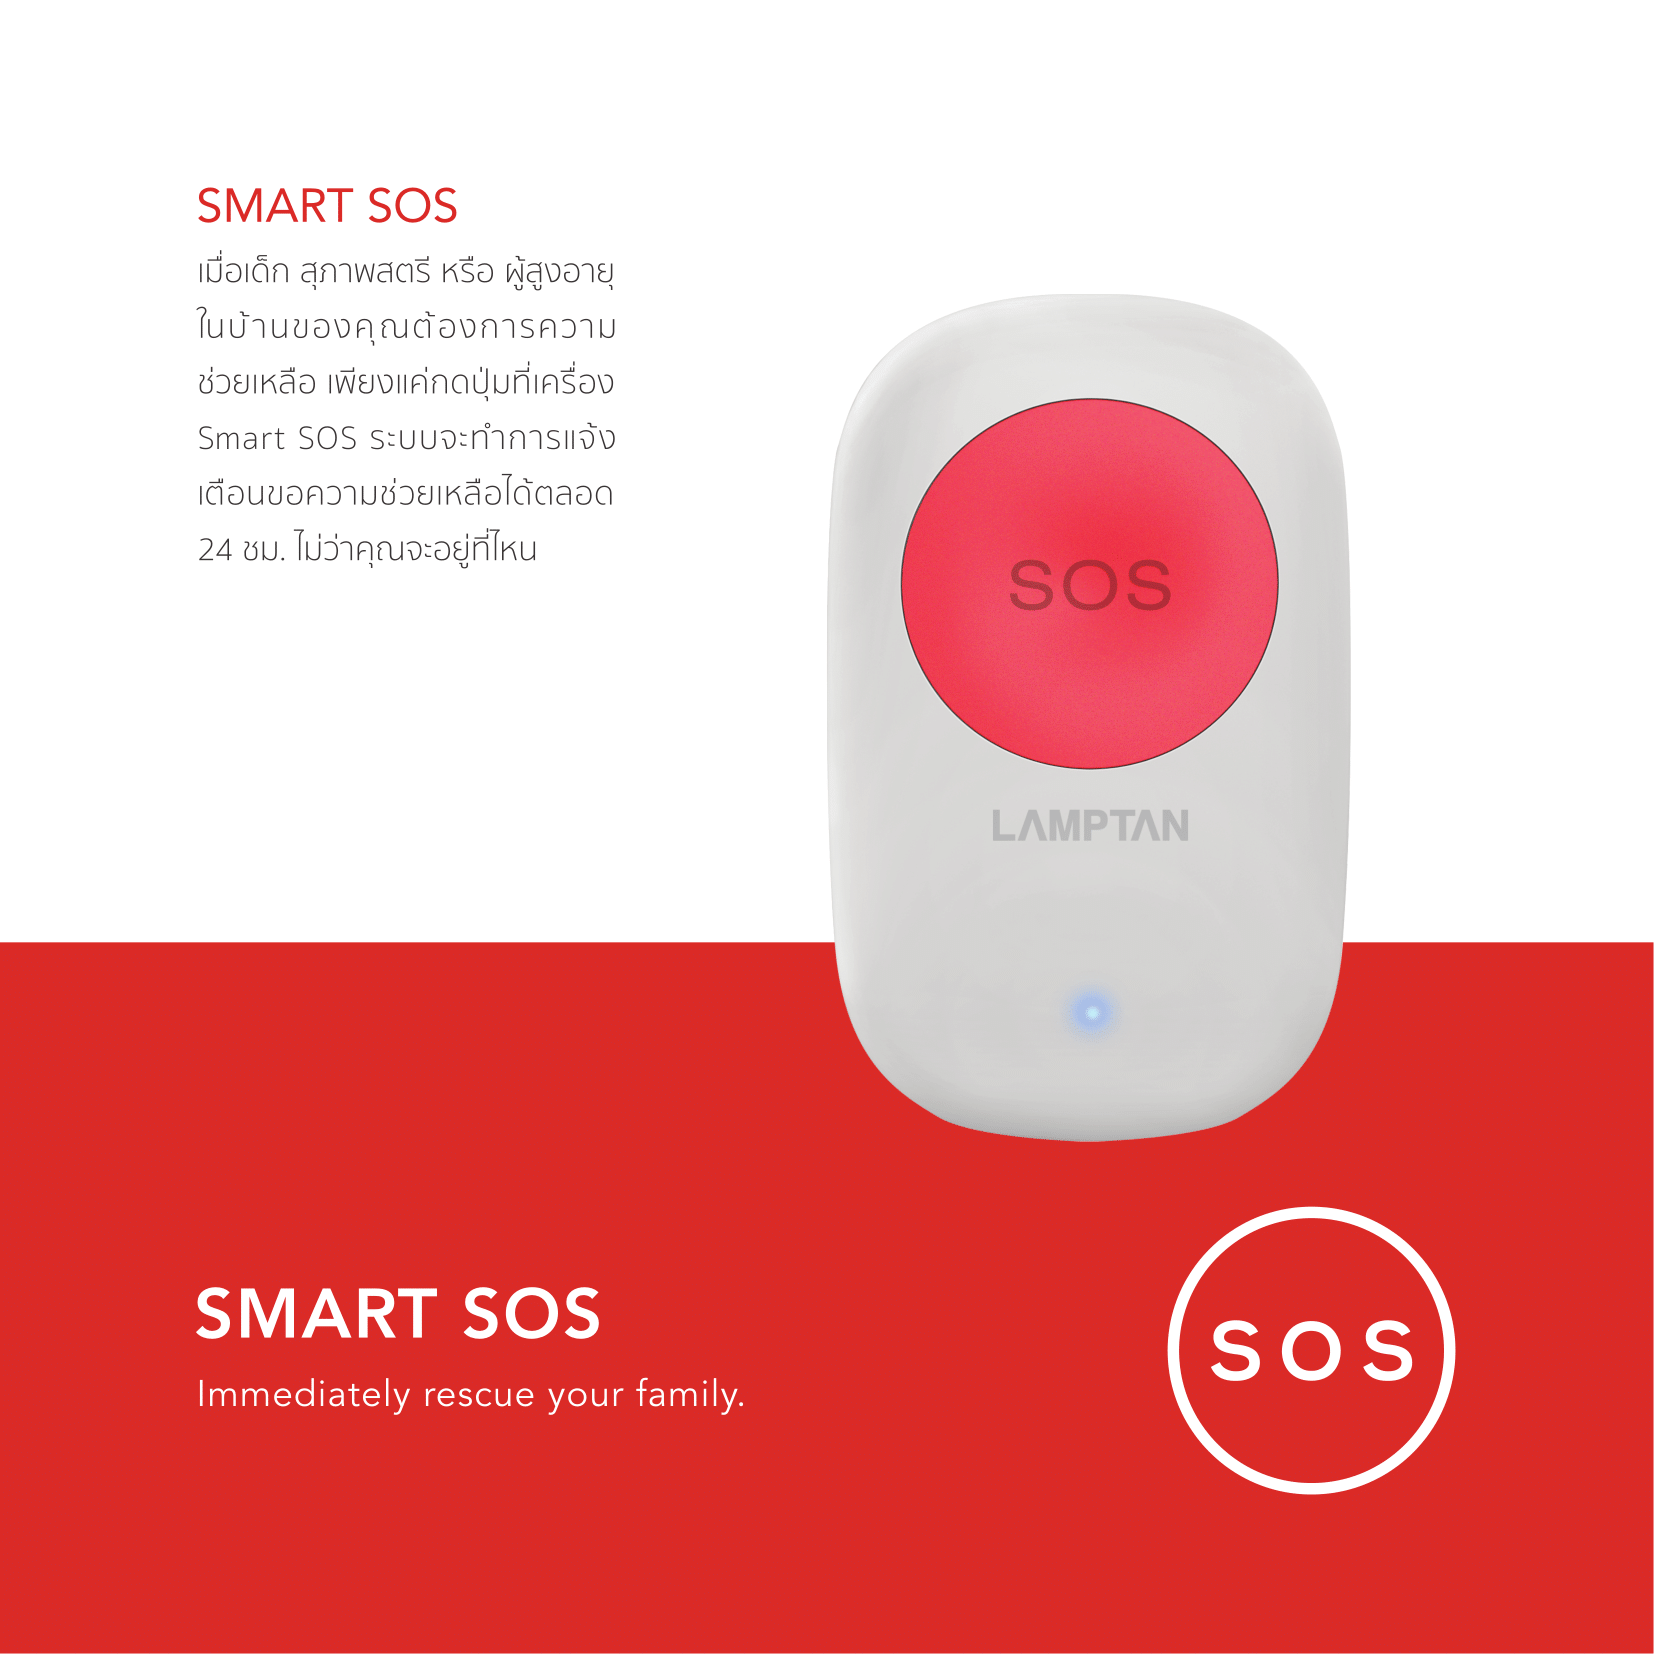 SMART SOS
เมื่อเด็ก สุภาพสตรี หรือ ผู้สูงอายุ
ในบ้านของคุณต้องการความ
ช่วยเหลือ เพียงแค่กดปุ่มที่เครื่อง
Smart SOS ระบบจะทำการแจ้ง
เตือนขอความช่วยเหลือได้ตลอด
24 ชม. ไม่ว่าคุณจะอยู่ที่ไหน
SOS
LAMPTAN
SMART SOS
Immediately rescue your family.
SOS